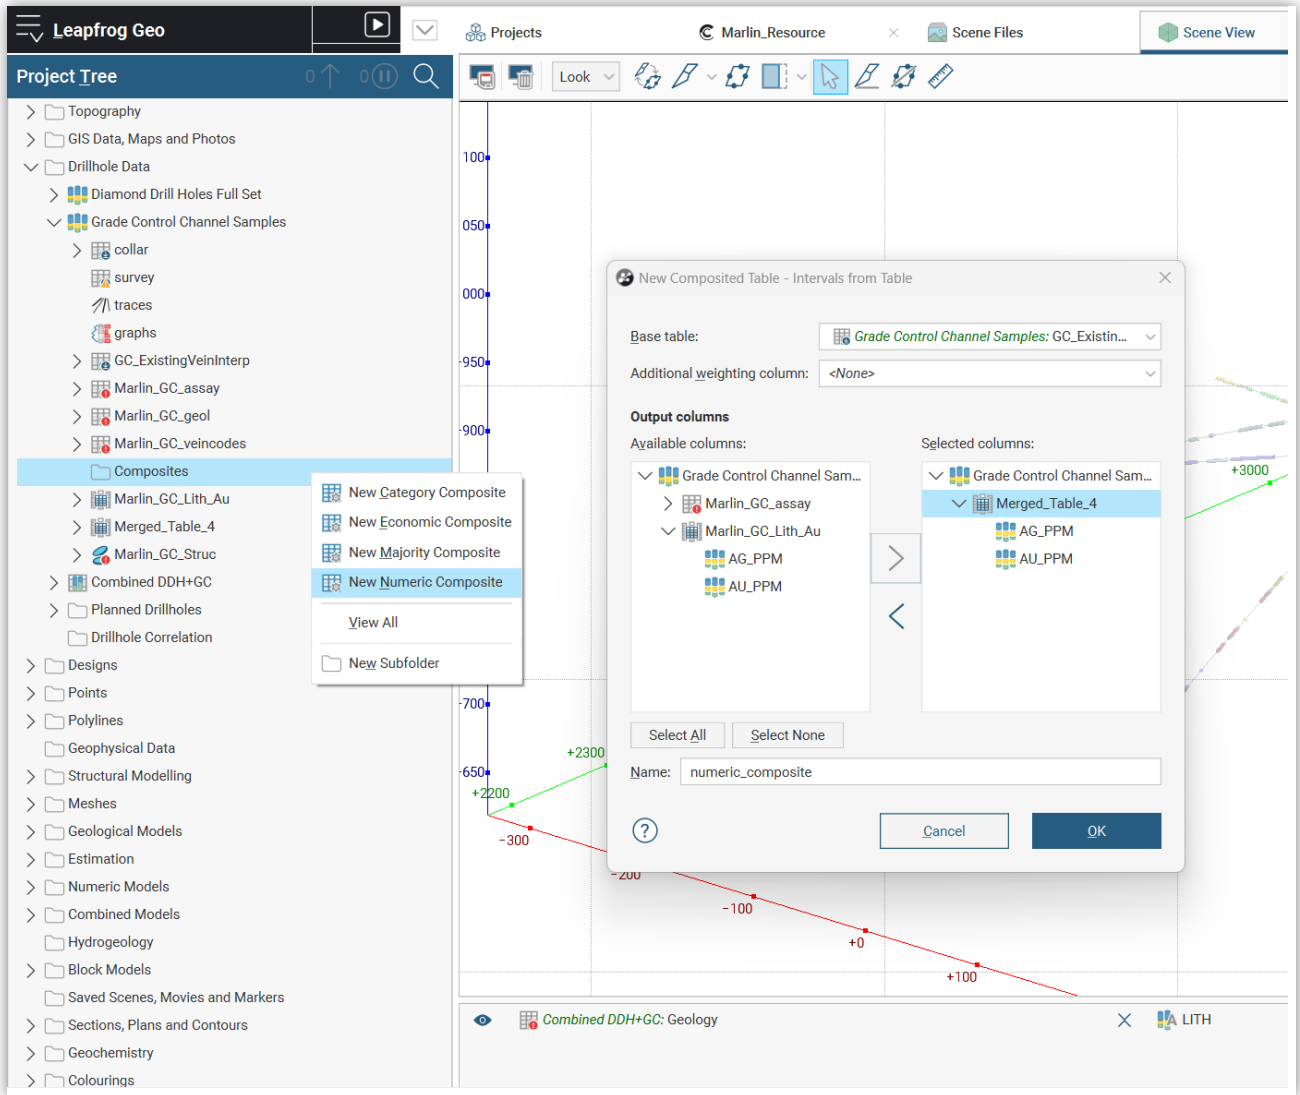 Leapfrog Geo
Projects
Marlin_Resource
Scene Files
Scene View
Project Tree
0
0
Look
Topography
GIS Data, Maps and Photos
Drillhole Data
Diamond Drill Holes Full Set
Grade Control Channel Samples
collar
survey
traces
graphs
GC_ExistingVeinInterp
Marlin_GC_assay
Marlin_GC_geol
Marlin_GC_veincodes
Composites
Marlin_GC_Lith_Au
Merged_Table_4
Marlin_GC_Struc
Combined DDH+GC
Planned Drillholes
Drillhole Correlation
Designs
Points
Polylines
Geophysical Data
Structural Modelling
Meshes
Geological Models
Estimation
Numeric Models
Combined Models
Hydrogeology
Block Models
Saved Scenes, Movies and Markers
Sections, Plans and Contours
Geochemistry
Colourings
New Category Composite
New Economic Composite
New Majority Composite
New Numeric Composite
View All
New Subfolder
100
050
000
-950
-900
-700
-650
+2300
+2200
-300
-200
-100
+0
+100
+3000
New Composited Table - Intervals from Table
Base table:
Grade Control Channel Samples: GC_Existin...
Additional weighting column:
<None>
Output columns
Available columns:
Selected columns:
Grade Control Channel Sam...
Marlin_GC_assay
Marlin_GC_Lith_Au
AG_PPM
AU_PPM
Grade Control Channel Sam...
Merged_Table_4
AG_PPM
AU_PPM
Select All
Select None
Name:
numeric_composite
?
Cancel
OK
Combined DDH+GC: Geology
LITH